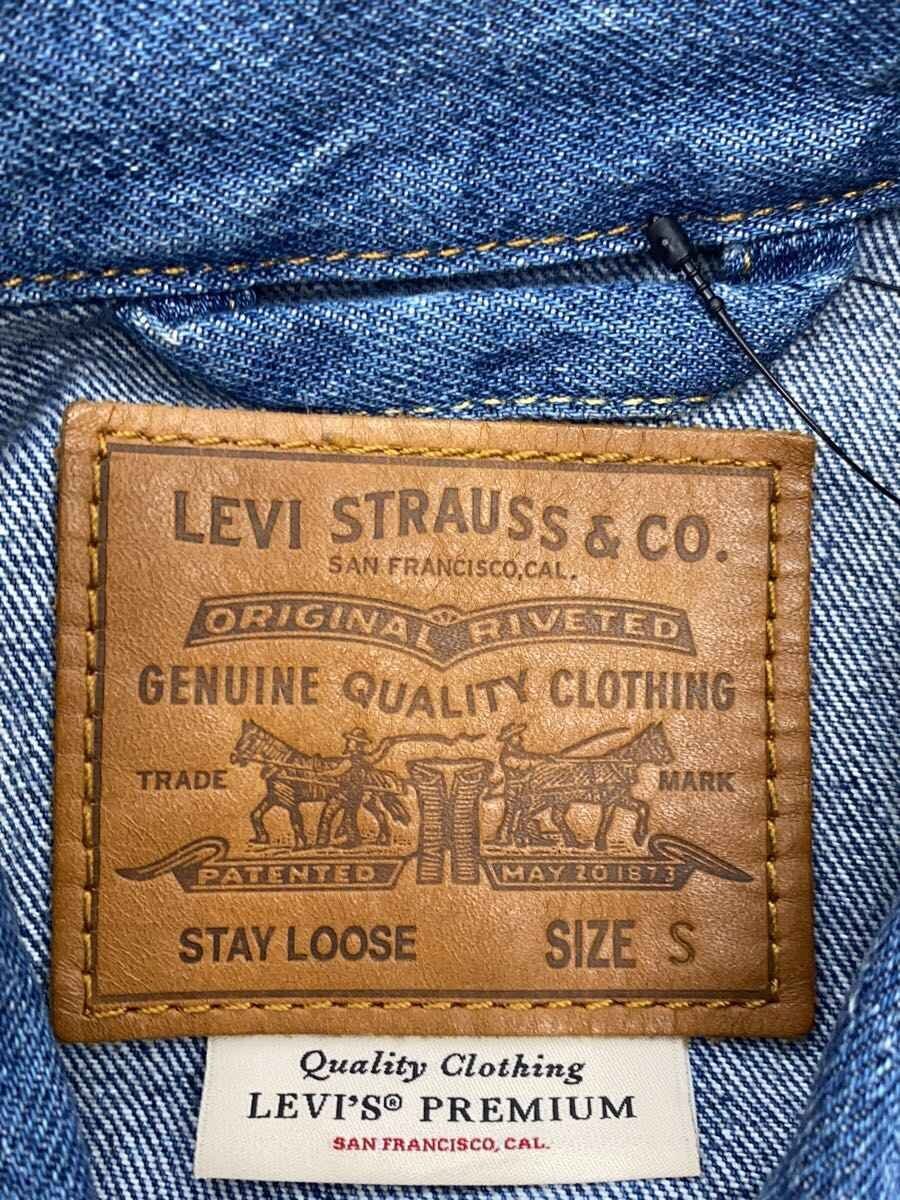 LEVI STRAUSS & CO.
SAN FRANCISCO, CAL.
ORIGINAL RIVETED
GENUINE QUALITY CLOTHING
TRADE MARK
PATENTED MAY 20 1873
STAY LOOSE SIZE S
Quality Clothing
LEVI'S® PREMIUM
SAN FRANCISCO, CAL.